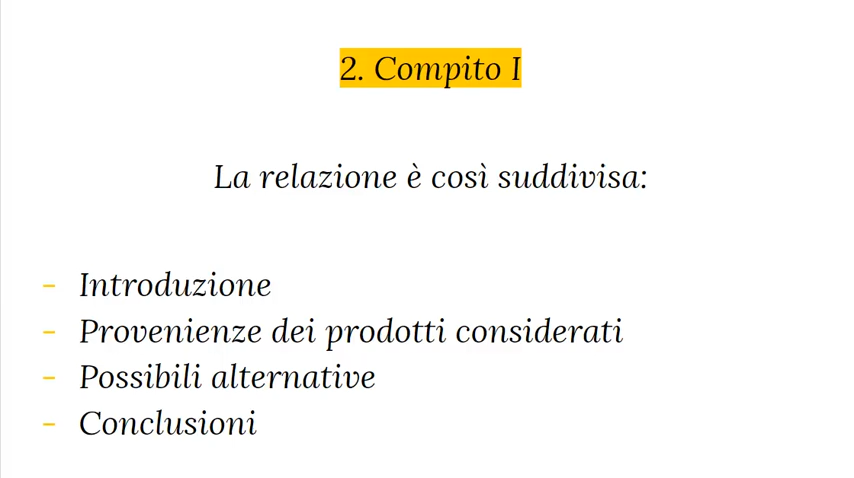 2. Compito I
La relazione è così suddivisa:
- Introduzione
- Provenienze dei prodotti considerati
- Possibili alternative
- Conclusioni